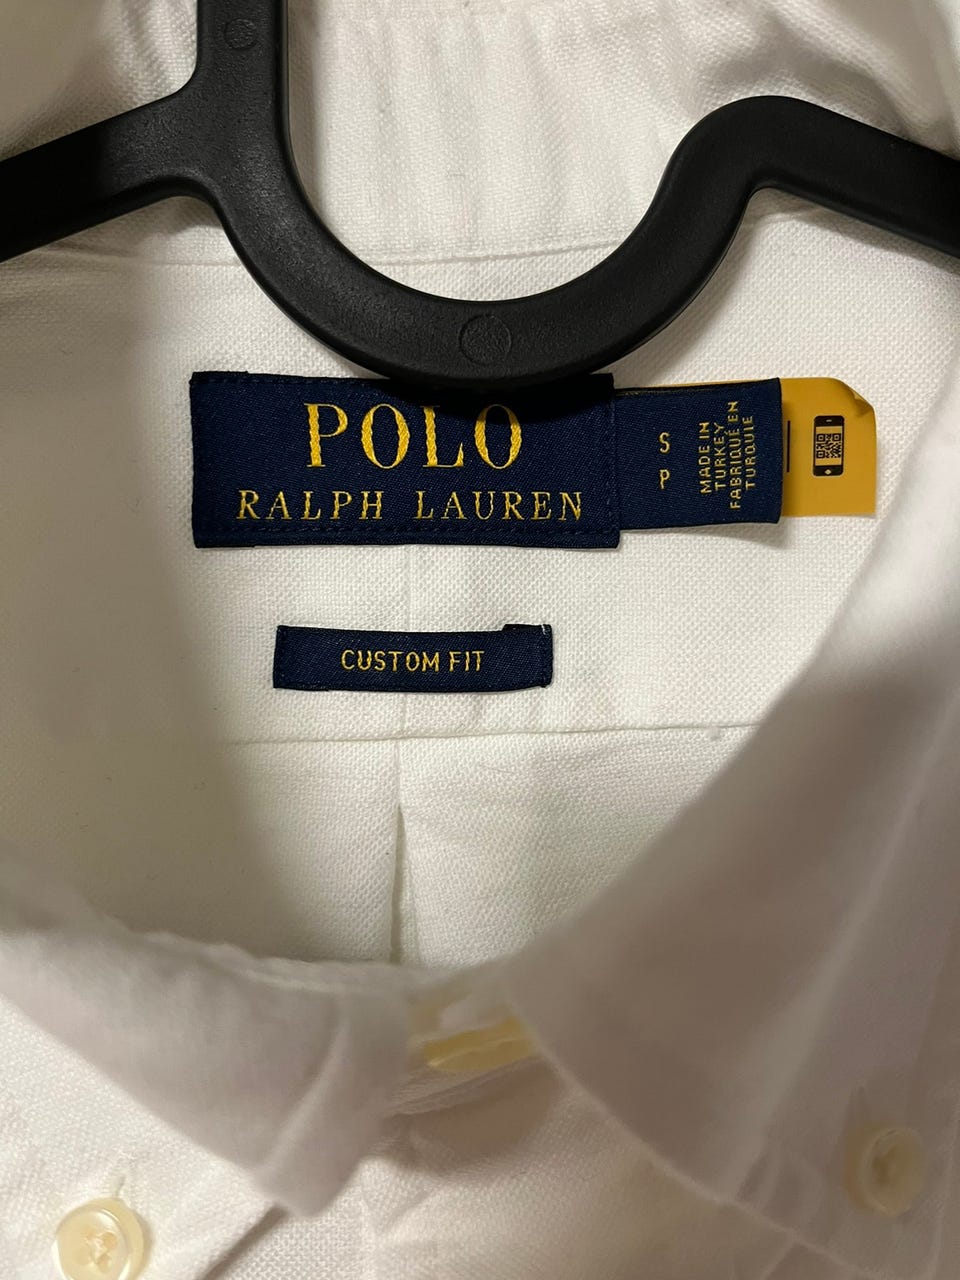 POLO
RALPH LAUREN
S
P
MADE IN
TURKEY
FABRIQUÉ EN
TURQUIE
CUSTOM FIT